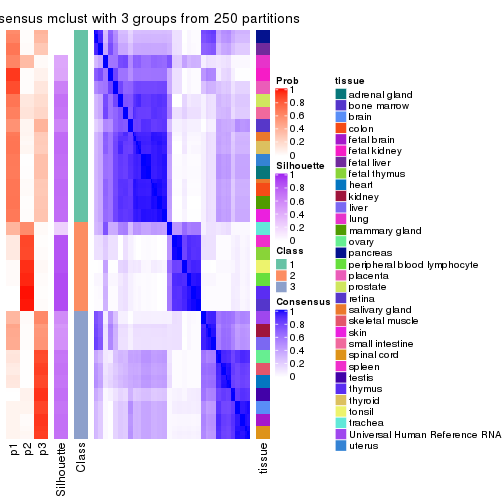 sensus mclust with 3 groups from 250 partitions
Prob
1
0.8
0.6
0.4
0.2
0
Silhouette
1
0.8
0.6
0.4
0.2
0
Class
1
2
3
Consensus
1
0.8
0.6
0.4
0.2
0
tissue
adrenal gland
bone marrow
brain
colon
fetal brain
fetal kidney
fetal liver
fetal thymus
heart
kidney
liver
lung
mammary gland
ovary
pancreas
peripheral blood lymphocyte
placenta
prostate
retina
salivary gland
skeletal muscle
skin
small intestine
spinal cord
spleen
testis
thymus
thyroid
tonsil
trachea
Universal Human Reference RNA
uterus
p1
p2
p3
Silhouette
Class
tissue